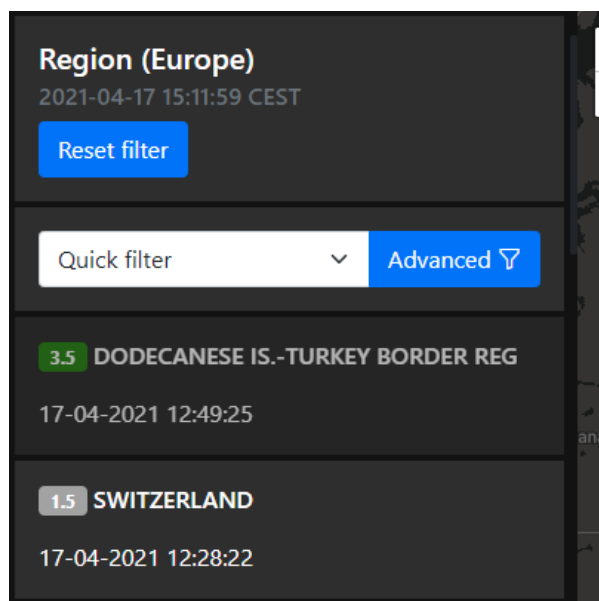 Region (Europe)
2021-04-17 15:11:59 CEST
Reset filter
Quick filter
Advanced
3.5 DODECANESE IS.-TURKEY BORDER REG
17-04-2021 12:49:25
1.5 SWITZERLAND
17-04-2021 12:28:22